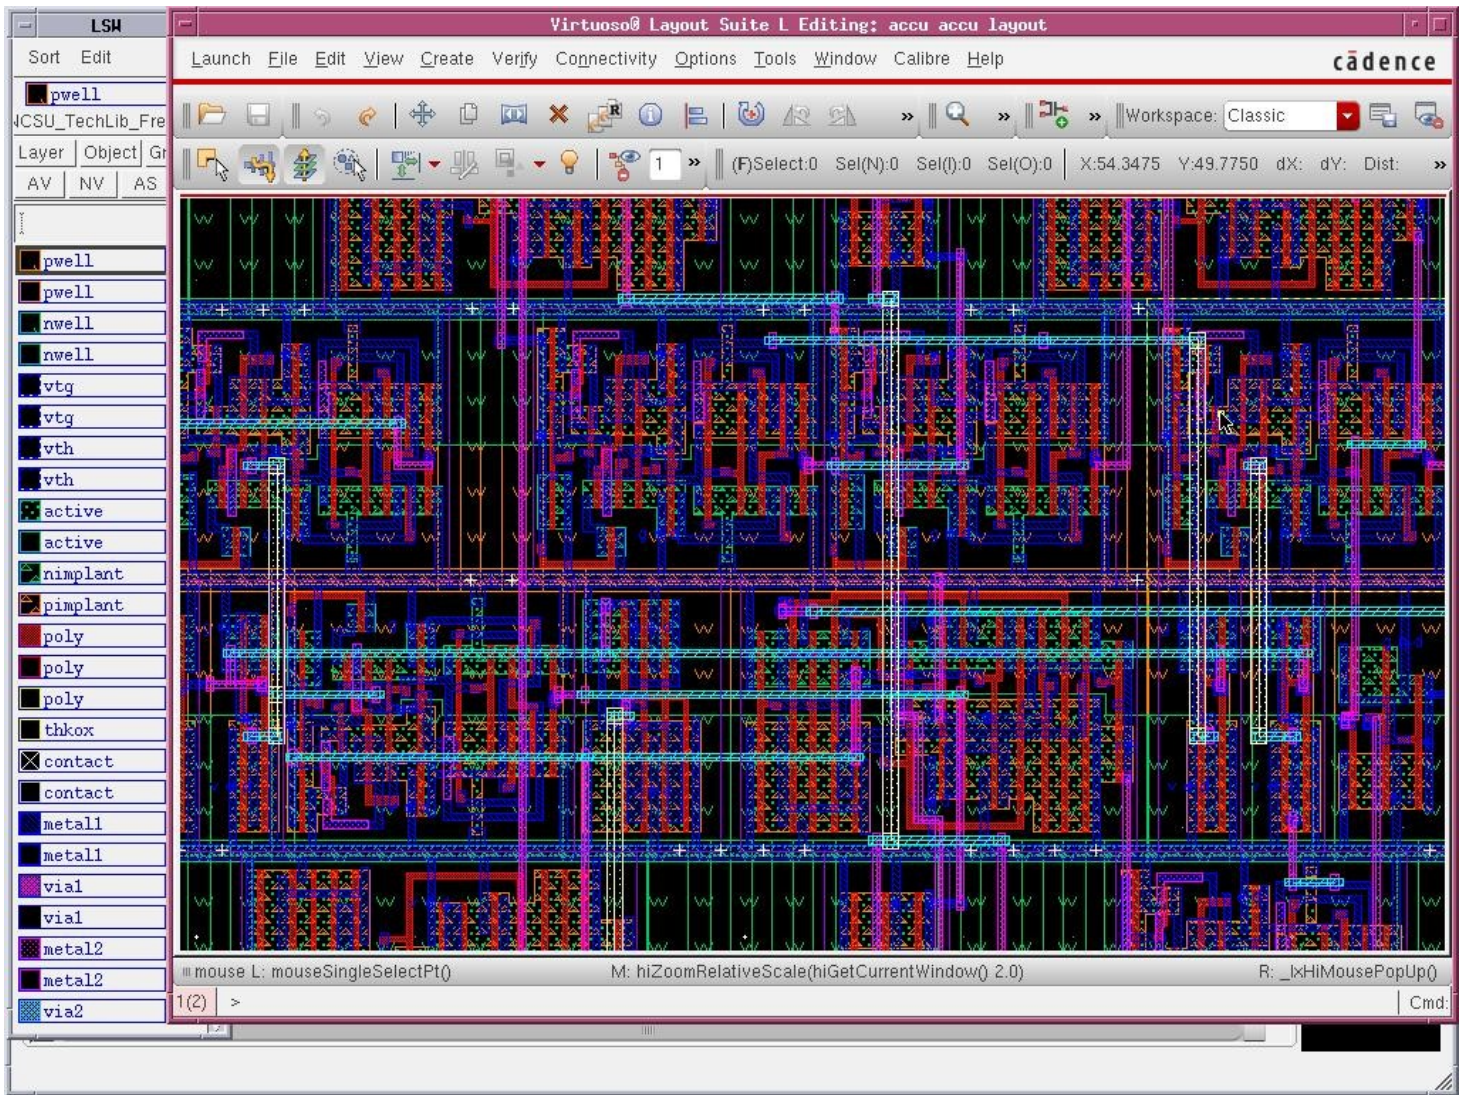 LSW
Virtuoso® Layout Suite L Editing: accu accu layout
Sort Edit
Launch File Edit View Create Verify Connectivity Options Tools Window Calibre Help
cādence
pwell
NCSU_TechLib_Fre
R
Workspace: Classic
Layer Object Gr
AV NV AS
1 (F)Select:0 Sel(N):0 Sel(I):0 Sel(O):0 X:54.3475 Y:49.7750 dX: dY: Dist:
pwell
pwell
nwell
nwell
vtg
vtg
vth
vth
active
active
nimplant
pimplant
poly
poly
poly
thkox
contact
contact
metal1
metal1
via1
via1
metal2
metal2
via2
mouse L: mouseSingleSelectPt() M: hiZoomRelativeScale(hiGetCurrentWindow() 2.0) R: _lxHiMousePopUp()
1(2) > Cmd: